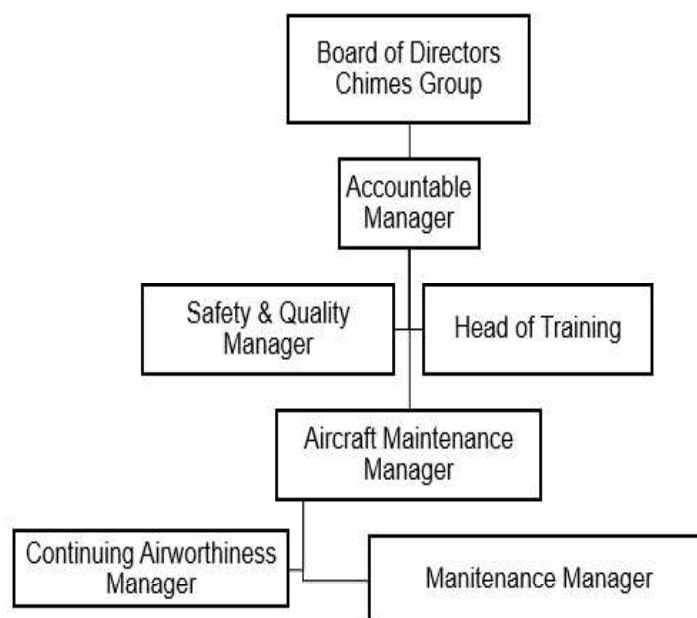 Board of Directors
Chimes Group
Accountable
Manager
Safety & Quality
Manager
Head of Training
Aircraft Maintenance
Manager
Continuing Airworthiness
Manager
Manitenance Manager